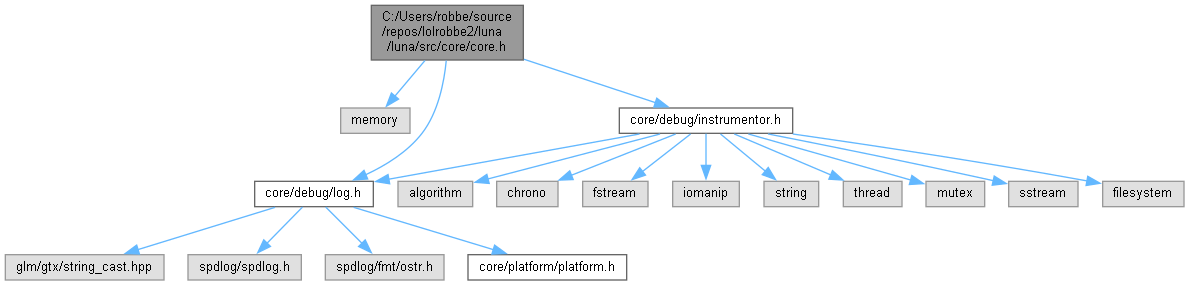 C:/Users/robbe/source
/repos/lolrobbe2/luna
/luna/src/core/core.h
memory
core/debug/instrumentor.h
core/debug/log.h
algorithm
chrono
fstream
iomanip
string
thread
mutex
sstream
filesystem
glm/gtx/string_cast.hpp
spdlog/spdlog.h
spdlog/fmt/ostr.h
core/platform/platform.h